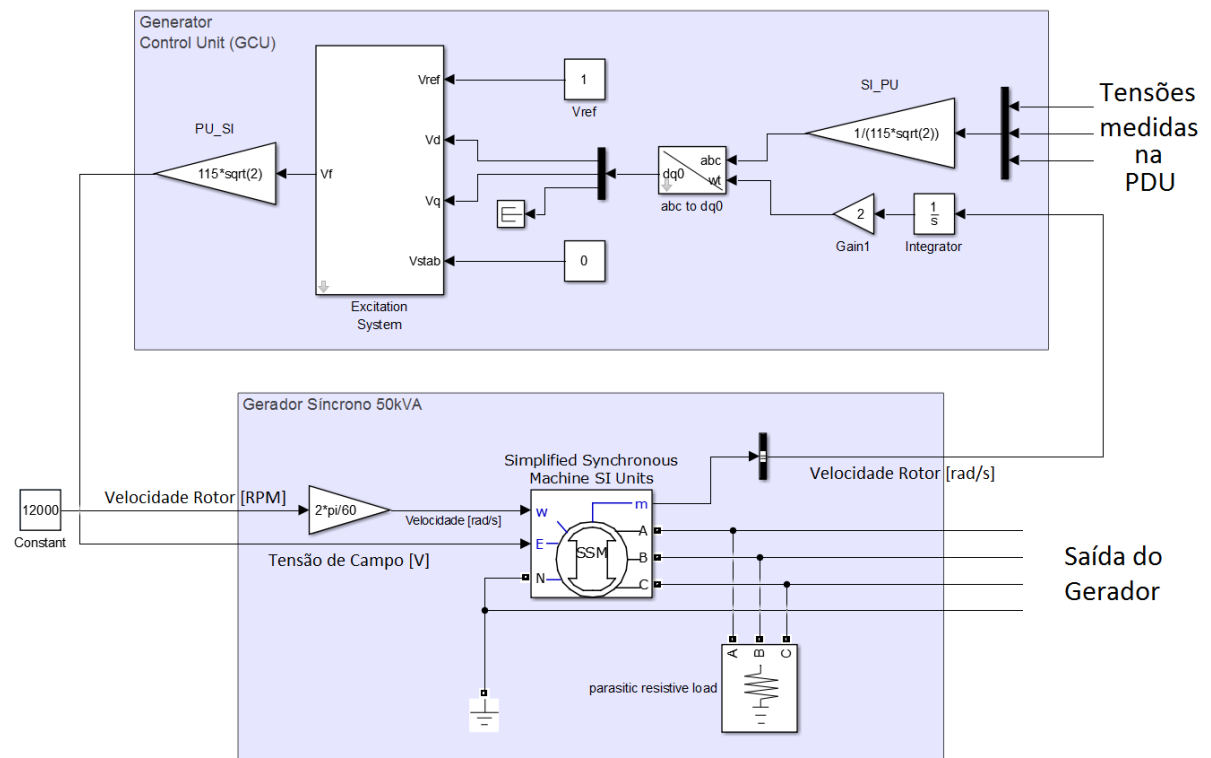 Generator
Control Unit (GCU)
Vref
1
Vref
SI_PU
1/(115*sqrt(2))
Tensões
medidas
na
PDU
PU_SI
115*sqrt(2)
Vf
Vd
Vq
Vstab
Excitation
System
0
abc
dq0
wt
abc to dq0
2
Gain1
1
s
Integrator
Gerador Síncrono 50kVA
Simplified Synchronous
Machine SI Units
Velocidade Rotor [rad/s]
12000
Constant
Velocidade Rotor [RPM]
2*pi/60
Velocidade [rad/s]
Tensão de Campo [V]
w
E
N
m
SSM
A
B
C
Saída do
Gerador
A
B
C
parasitic resistive load